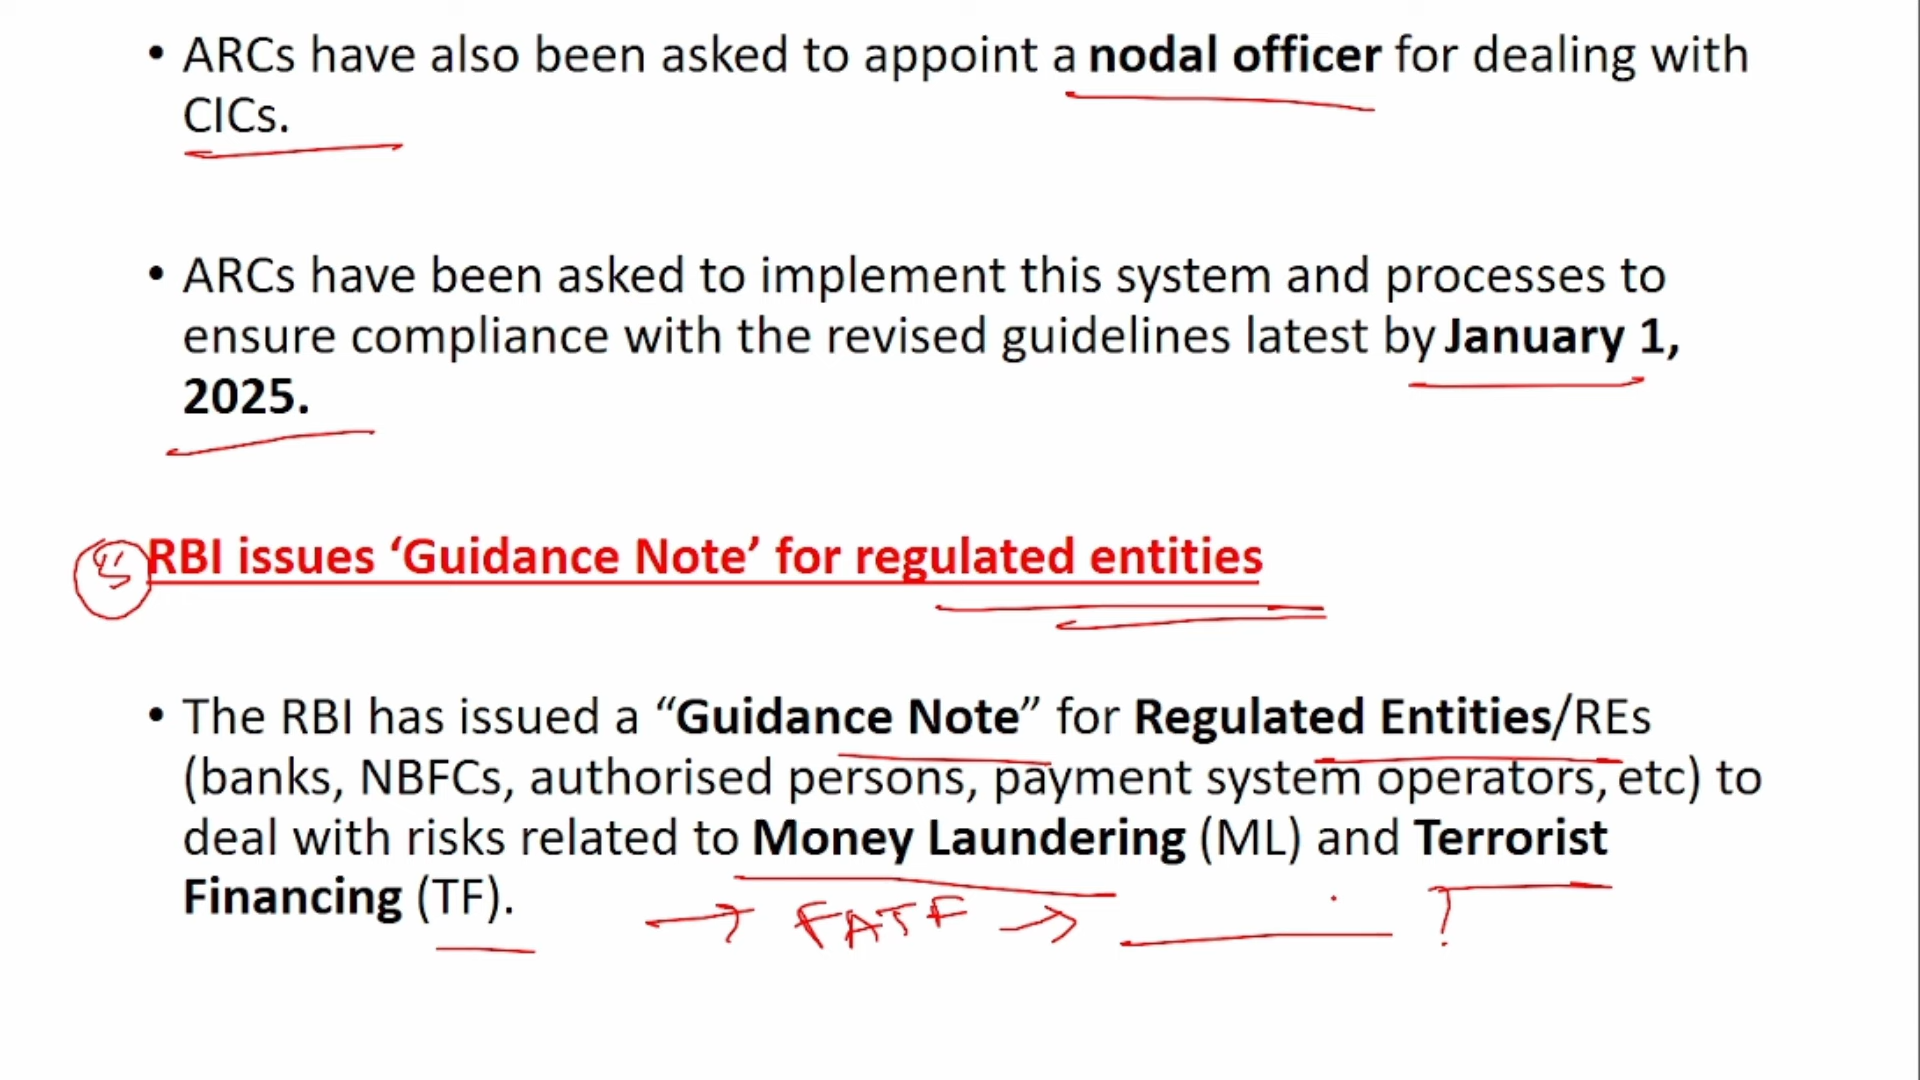 • ARCs have also been asked to appoint a nodal officer for dealing with
CICs.
• ARCs have been asked to implement this system and processes to
ensure compliance with the revised guidelines latest by January 1,
2025.
RBI issues ‘Guidance Note’ for regulated entities
• The RBI has issued a “Guidance Note” for Regulated Entities/REs
(banks, NBFCs, authorised persons, payment system operators, etc) to
deal with risks related to Money Laundering (ML) and Terrorist
Financing (TF).
→ FATF → ?